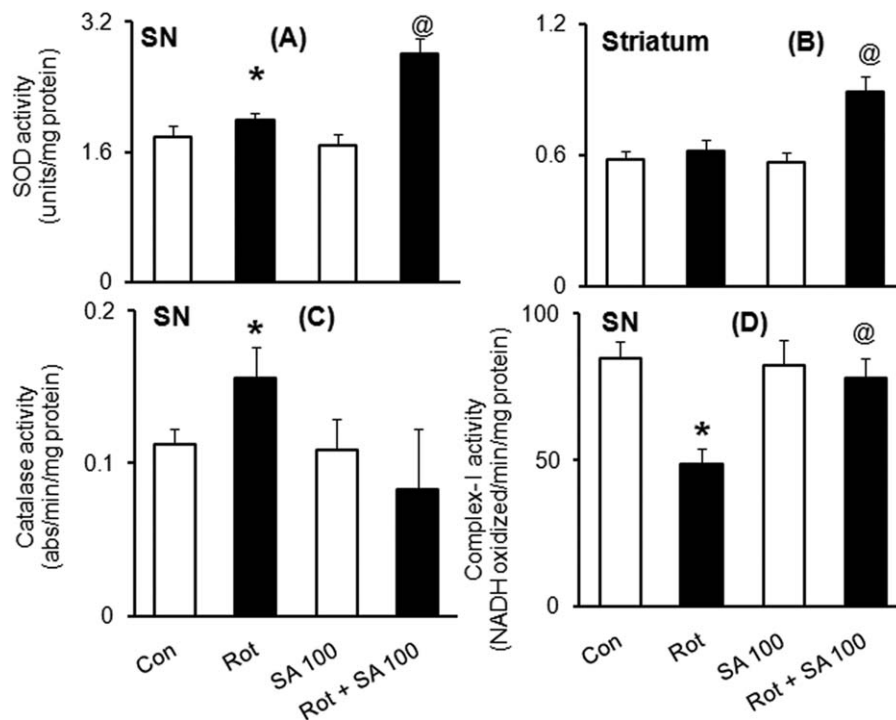 SOD activity
(units/mg protein)
3.2
1.6
0
SN (A)
*
@
1.2
0.6
0
Striatum (B)
@
Catalase activity
(abs/min/mg protein)
0.2
0.1
0
SN (C)
*
Con Rot SA 100 Rot + SA 100
Complex-I activity
(NADH oxidized/min/mg protein)
100
50
0
SN (D)
*
@
Con Rot SA 100 Rot + SA 100